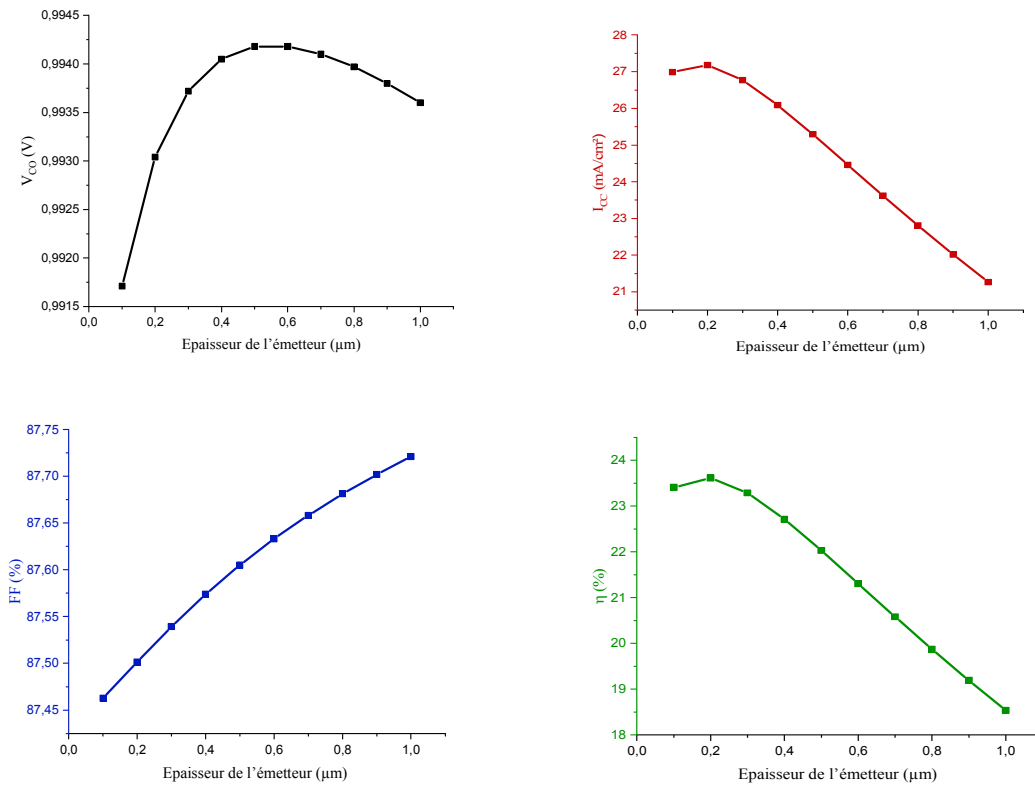 0,9945
0,9940
0,9935
0,9930
0,9925
0,9920
0,9915
V_CO (V)
0,0 0,2 0,4 0,6 0,8 1,0
Epaisseur de l'émetteur (µm)
28
27
26
25
24
23
22
21
I_CC (mA/cm²)
0,0 0,2 0,4 0,6 0,8 1,0
Epaisseur de l'émetteur (µm)
87,75
87,70
87,65
87,60
87,55
87,50
87,45
FF (%)
0,0 0,2 0,4 0,6 0,8 1,0
Epaisseur de l'émetteur (µm)
24
23
22
21
20
19
18
η (%)
0,0 0,2 0,4 0,6 0,8 1,0
Epaisseur de l'émetteur (µm)